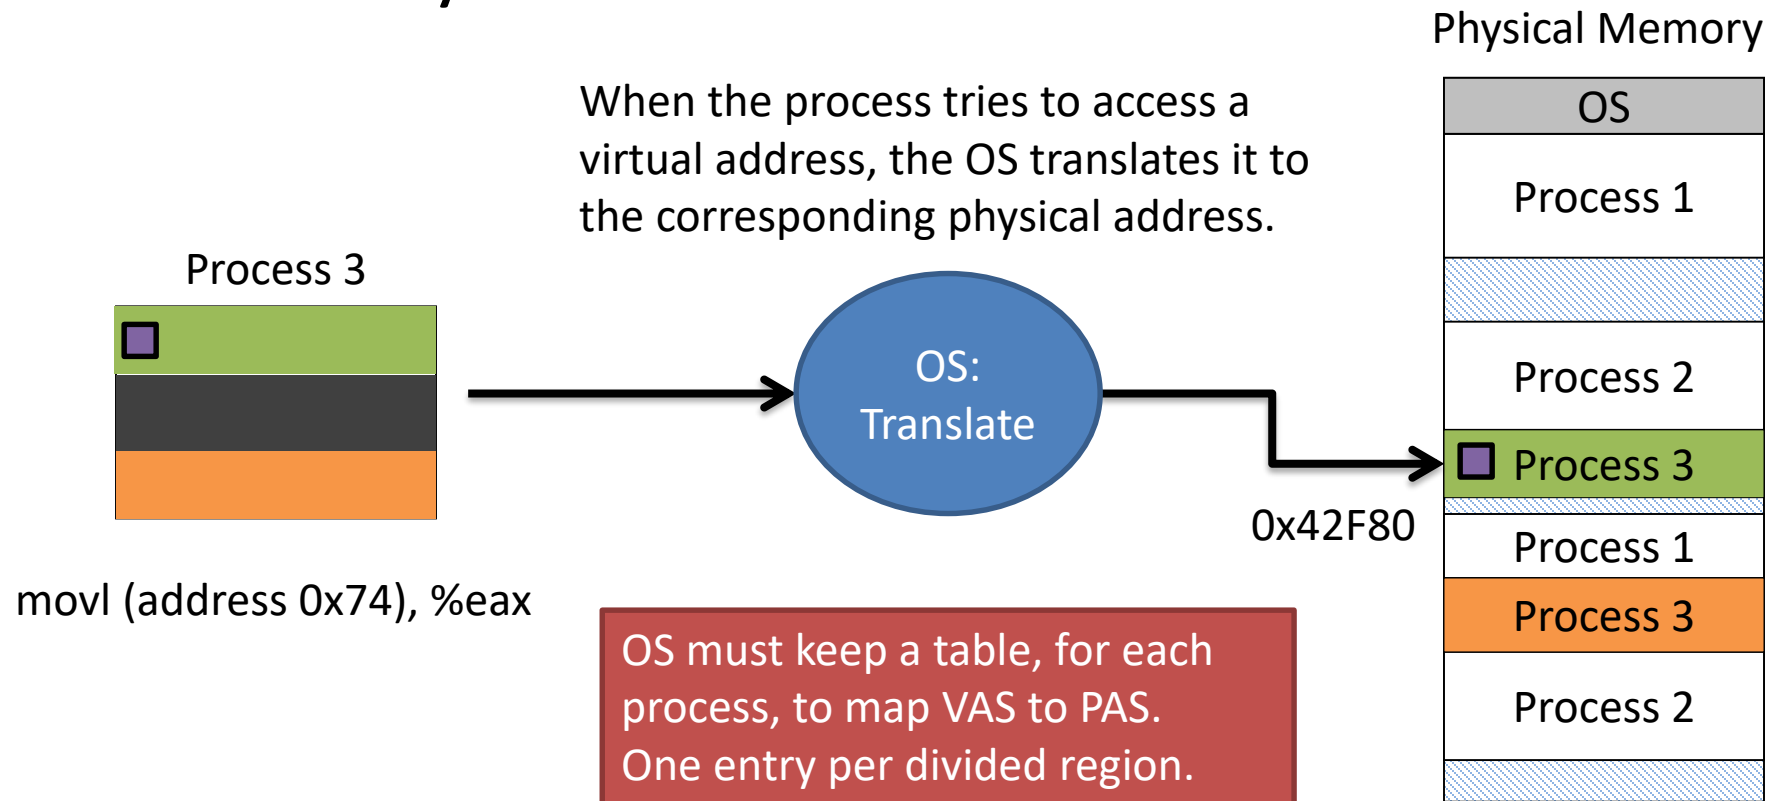 Physical Memory
When the process tries to access a
virtual address, the OS translates it to
the corresponding physical address.
Process 3
OS:
Translate
0x42F80
movl (address 0x74), %eax
OS must keep a table, for each
process, to map VAS to PAS.
One entry per divided region.
OS
Process 1
Process 2
Process 3
Process 1
Process 3
Process 2